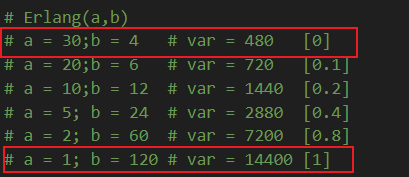 # Erlang(a,b)
# a = 30;b = 4 # var = 480 [0]
# a = 20;b = 6 # var = 720 [0.1]
# a = 10;b = 12 # var = 1440 [0.2]
# a = 5; b = 24 # var = 2880 [0.4]
# a = 2; b = 60 # var = 7200 [0.8]
# a = 1; b = 120 # var = 14400 [1]